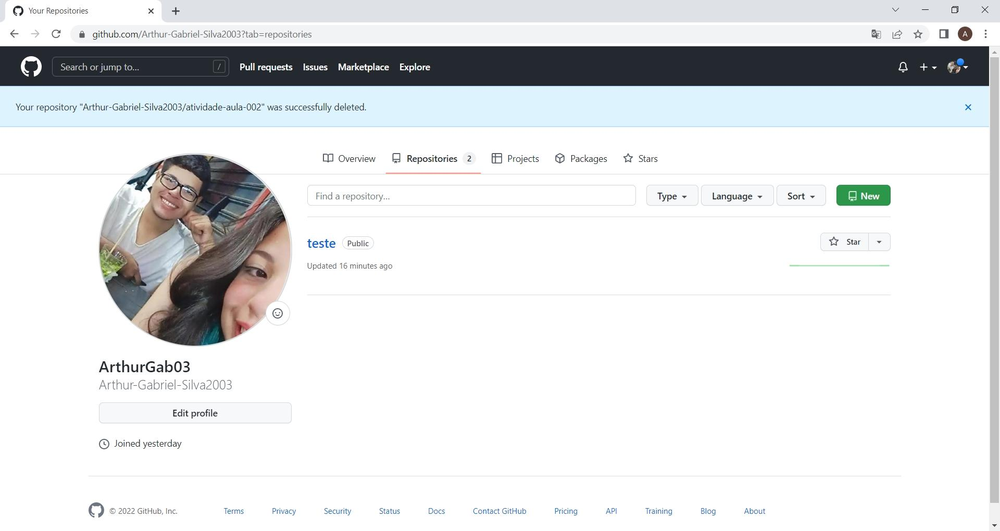 Your Repositories
github.com/Arthur-Gabriel-Silva2003?tab=repositories
A
Search or jump to... /
Pull requests
Issues
Marketplace
Explore
Your repository "Arthur-Gabriel-Silva2003/atividade-aula-002" was successfully deleted.
Overview
Repositories 2
Projects
Packages
Stars
Find a repository...
Type
Language
Sort
New
teste Public
Star
Updated 16 minutes ago
ArthurGab03
Arthur-Gabriel-Silva2003
Edit profile
Joined yesterday
© 2022 GitHub, Inc.
Terms
Privacy
Security
Status
Docs
Contact GitHub
Pricing
API
Training
Blog
About